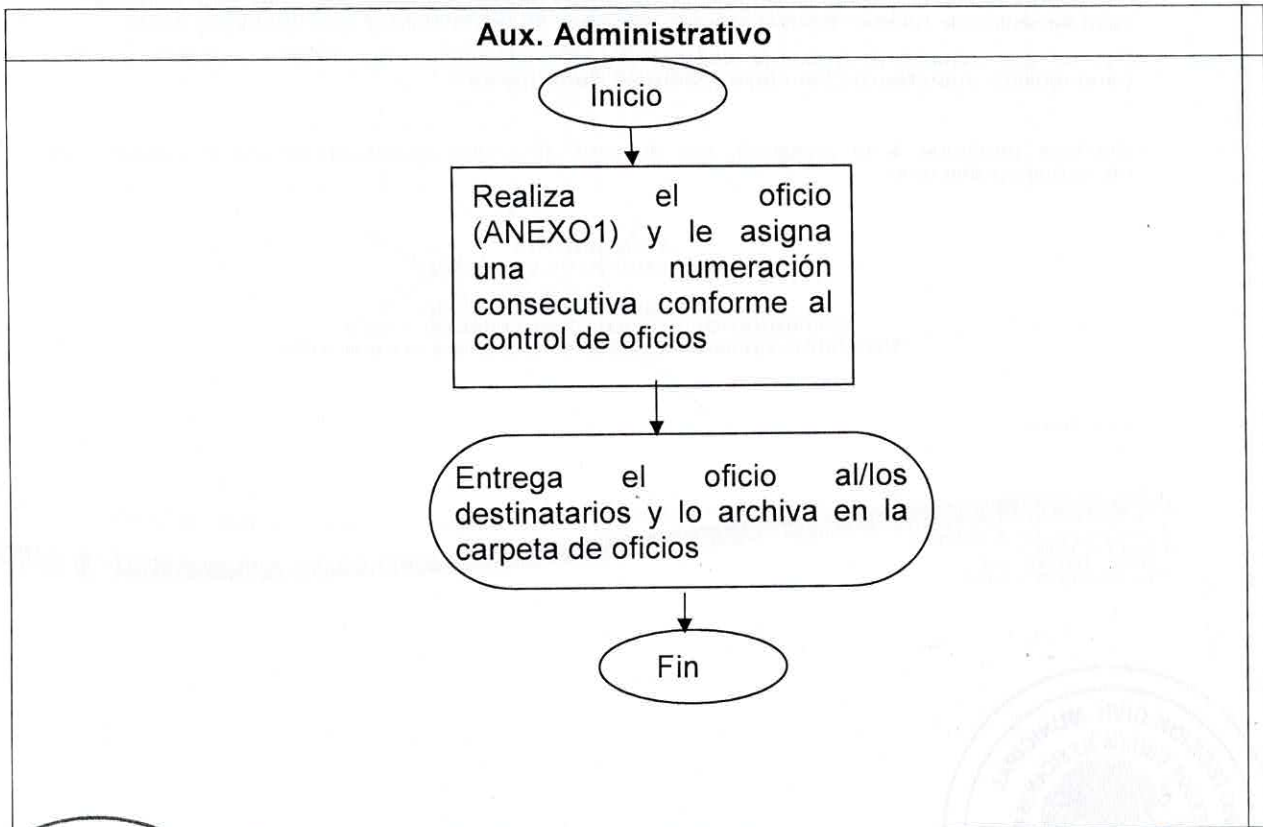 Aux. Administrativo
Inicio
Realiza el oficio
(ANEXO1) y le asigna
una numeración
consecutiva conforme al
control de oficios
Entrega el oficio al/los
destinatarios y lo archiva en la
carpeta de oficios
Fin